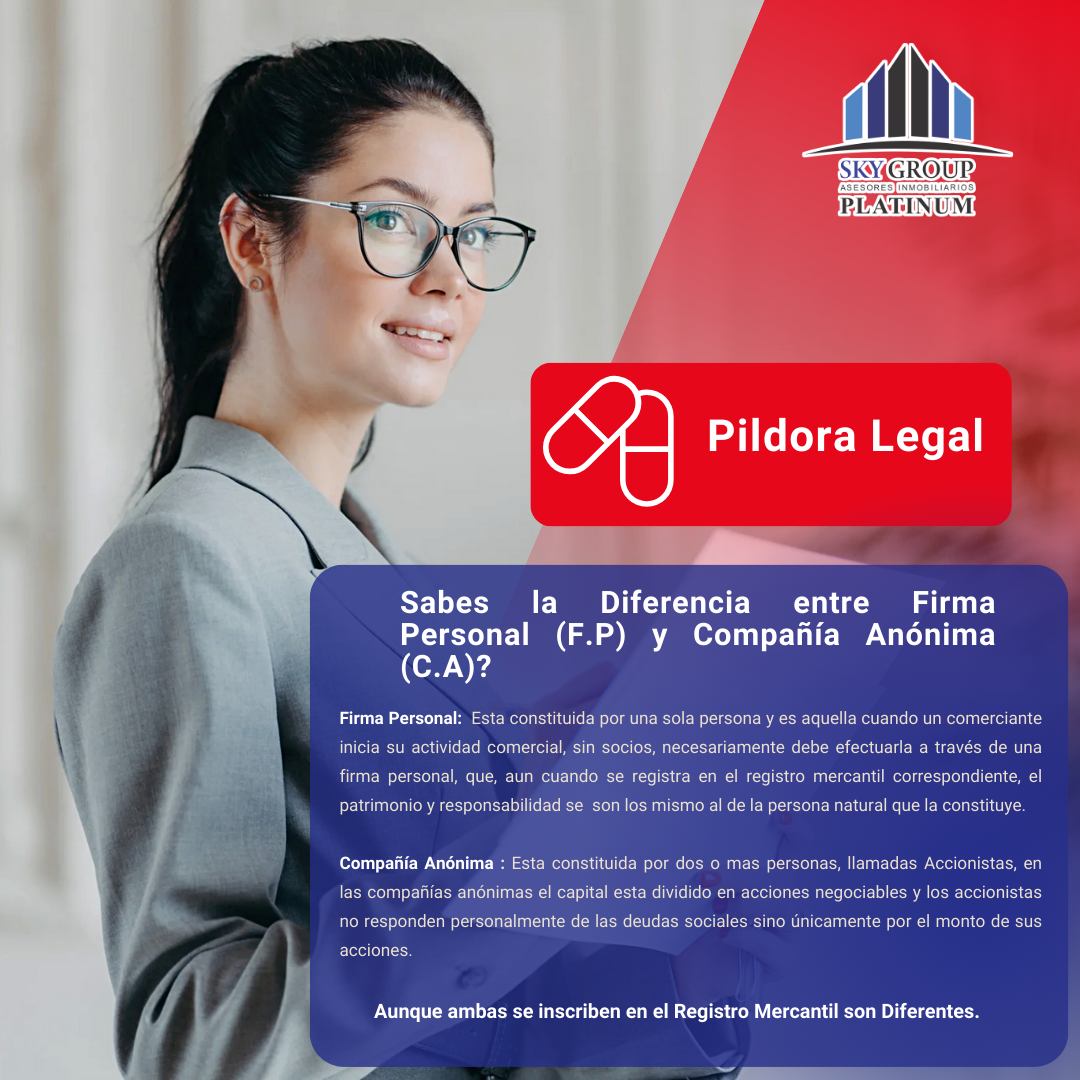 SKY GROUP
ASESORES INMOBILIARIOS
PLATINUM
Pildora Legal
Sabes la Diferencia entre Firma
Personal (F.P) y Compañía Anónima
(C.A)?
Firma Personal: Esta constituida por una sola persona y es aquella cuando un comerciante
inicia su actividad comercial, sin socios, necesariamente debe efectuarla a través de una
firma personal, que, aun cuando se registra en el registro mercantil correspondiente, el
patrimonio y responsabilidad se son los mismo al de la persona natural que la constituye.
Compañía Anónima : Esta constituida por dos o mas personas, llamadas Accionistas, en
las compañías anónimas el capital esta dividido en acciones negociables y los accionistas
no responden personalmente de las deudas sociales sino únicamente por el monto de sus
acciones.
Aunque ambas se inscriben en el Registro Mercantil son Diferentes.